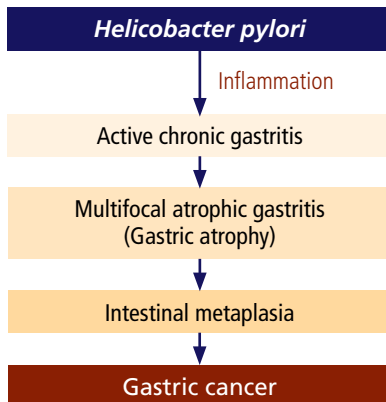 Helicobacter pylori
Inflammation
Active chronic gastritis
Multifocal atrophic gastritis
(Gastric atrophy)
Intestinal metaplasia
Gastric cancer